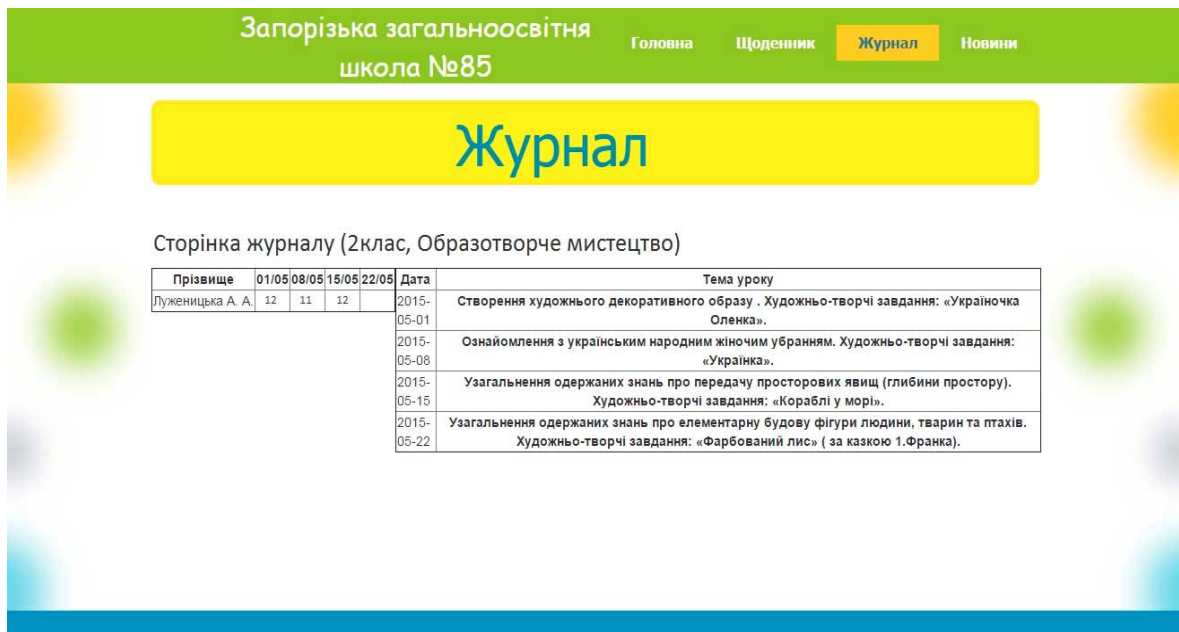 Запорізька загальноосвітня
школа №85
Головна Щоденник Журнал Новини
Журнал
Сторінка журналу (2клас, Образотворче мистецтво)
Прізвище 01/05 08/05 15/05 22/05
Луженицька А. А. 12 11 12
Дата Тема уроку
2015-05-01 Створення художнього декоративного образу . Художньо-творчі завдання: «Україночка
Оленка».
2015-05-08 Ознайомлення з українським народним жіночим убранням. Художньо-творчі завдання:
«Українка».
2015-05-15 Узагальнення одержаних знань про передачу просторових явищ (глибини простору).
Художньо-творчі завдання: «Кораблі у морі».
2015-05-22 Узагальнення одержаних знань про елементарну будову фігури людини, тварин та птахів.
Художньо-творчі завдання: «Фарбований лис» ( за казкою 1.Франка).